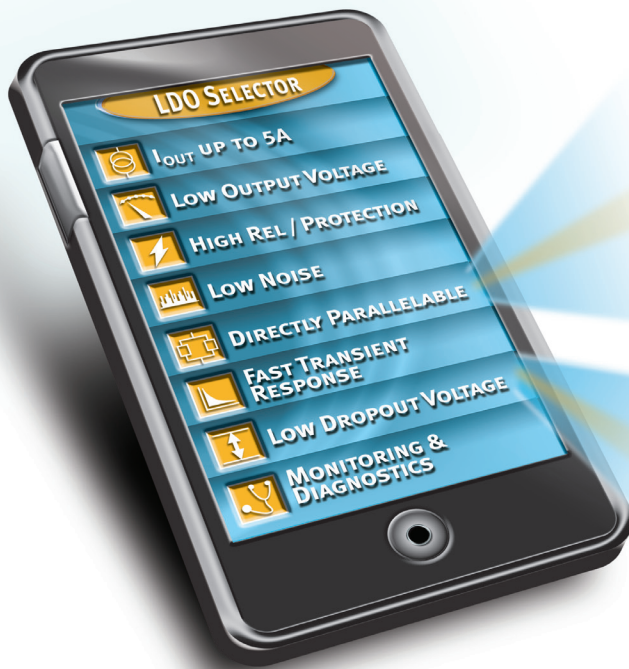 LDO SELECTOR
IOUT UP TO 5A
LOW OUTPUT VOLTAGE
HIGH REL / PROTECTION
LOW NOISE
DIRECTLY PARALLELABLE
FAST TRANSIENT
RESPONSE
LOW DROPOUT VOLTAGE
MONITORING &
DIAGNOSTICS